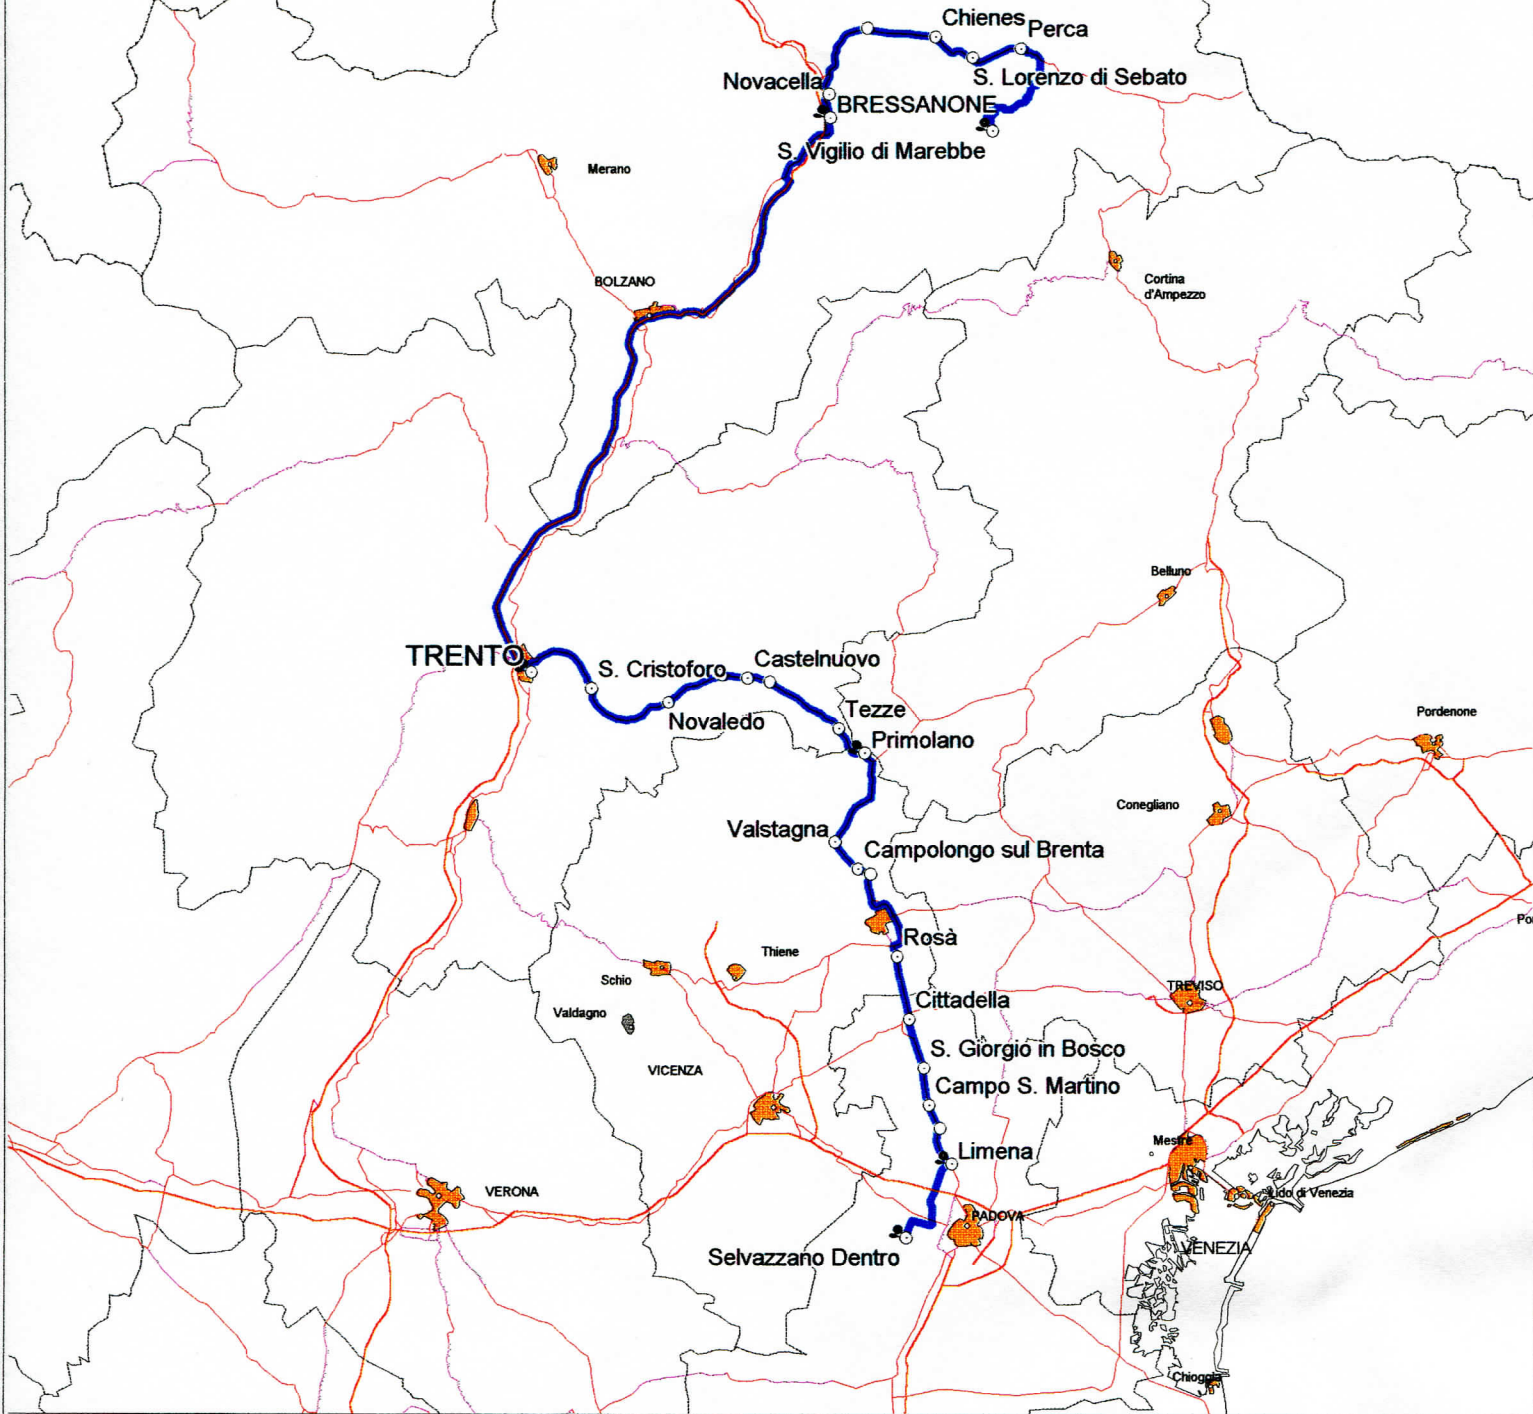 Chienes
Perca
Novacella
S. Lorenzo di Sebato
BRESSANONE
S. Vigilio di Marebbe
Merano
BOLZANO
Cortina
d'Ampezzo
Belluno
TRENTO
S. Cristoforo
Castelnuovo
Novaledo
Tezze
Pordenone
Primolano
Conegliano
Valstagna
Campolongo sul Brenta
Po
Rosà
Thiene
Schio
TREVISO
Cittadella
Valdagno
S. Giorgio in Bosco
VICENZA
Campo S. Martino
Mestre
Limena
VERONA
Lido di Venezia
PADOVA
VENEZIA
Selvazzano Dentro
Chioggia